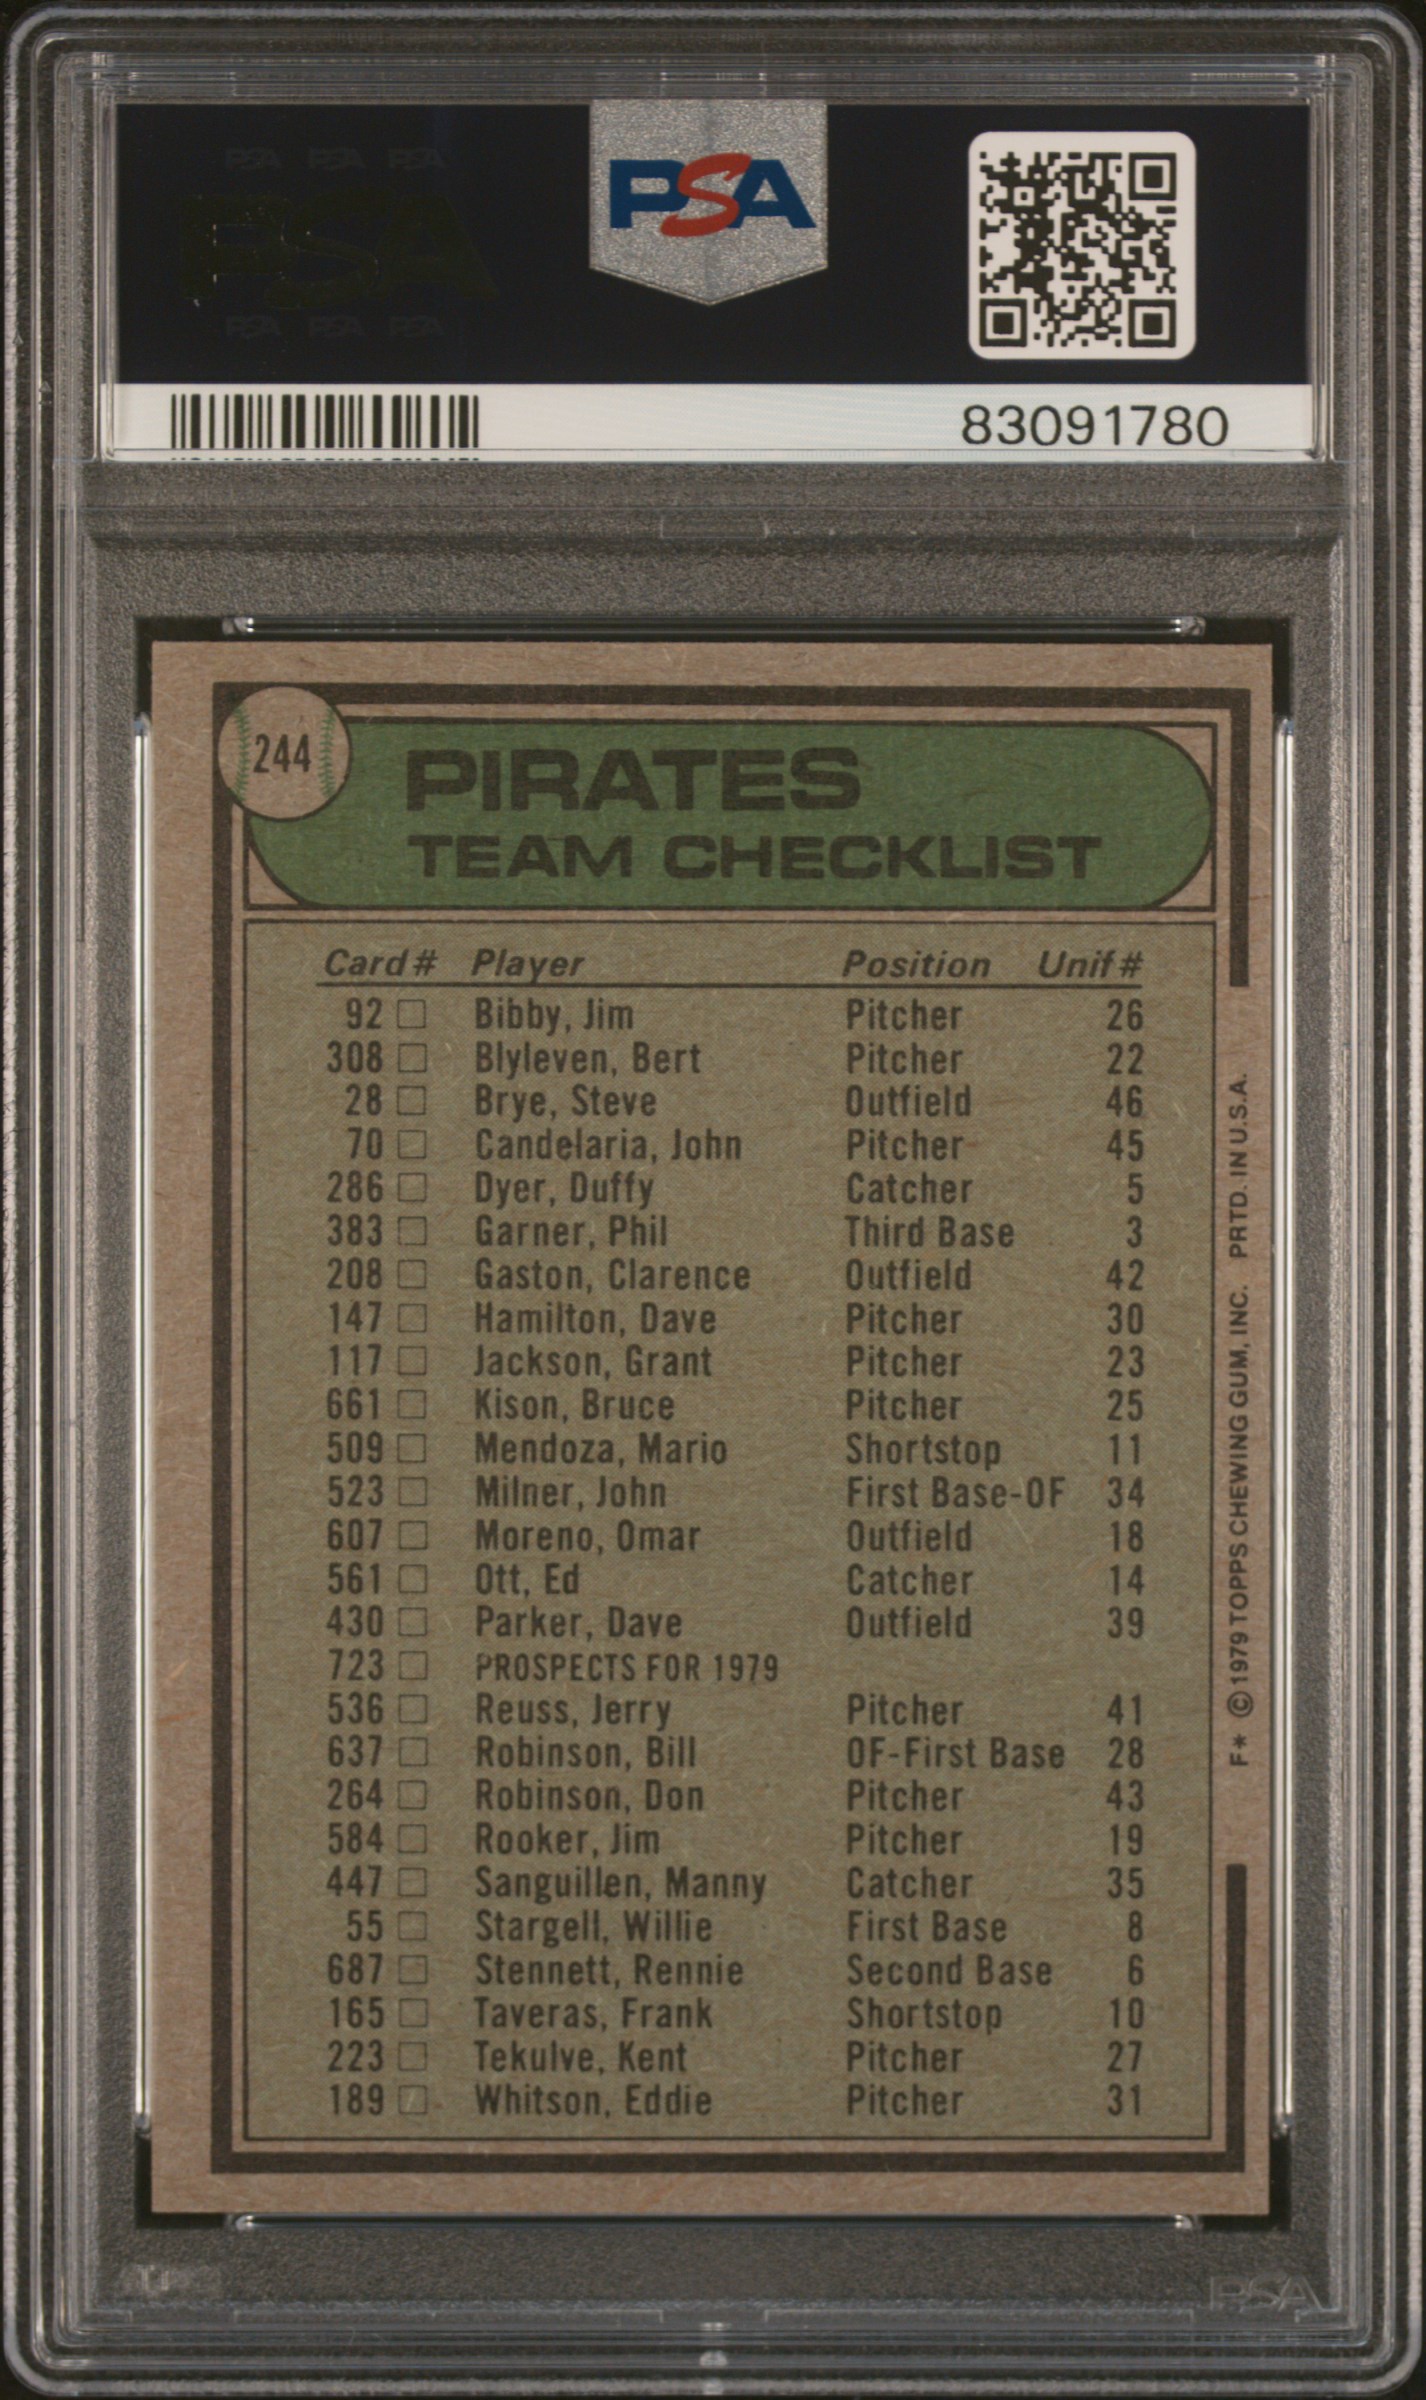 PSA PSA PSA
PSA
PSA PSA PSA
PSA
83091780
244
PIRATES
TEAM CHECKLIST
Card # Player Position Unif #
92 Bibby, Jim Pitcher 26
308 Blyleven, Bert Pitcher 22
28 Brye, Steve Outfield 46
70 Candelaria, John Pitcher 45
286 Dyer, Duffy Catcher 5
383 Garner, Phil Third Base 3
208 Gaston, Clarence Outfield 42
147 Hamilton, Dave Pitcher 30
117 Jackson, Grant Pitcher 23
661 Kison, Bruce Pitcher 25
509 Mendoza, Mario Shortstop 11
523 Milner, John First Base-OF 34
607 Moreno, Omar Outfield 18
561 Ott, Ed Catcher 14
430 Parker, Dave Outfield 39
723 PROSPECTS FOR 1979
536 Reuss, Jerry Pitcher 41
637 Robinson, Bill OF-First Base 28
264 Robinson, Don Pitcher 43
584 Rooker, Jim Pitcher 19
447 Sanguillen, Manny Catcher 35
55 Stargell, Willie First Base 8
687 Stennett, Rennie Second Base 6
165 Taveras, Frank Shortstop 10
223 Tekulve, Kent Pitcher 27
189 Whitson, Eddie Pitcher 31
F* © 1979 TOPPS CHEWING GUM, INC. PRTD. IN U.S.A.
PSA